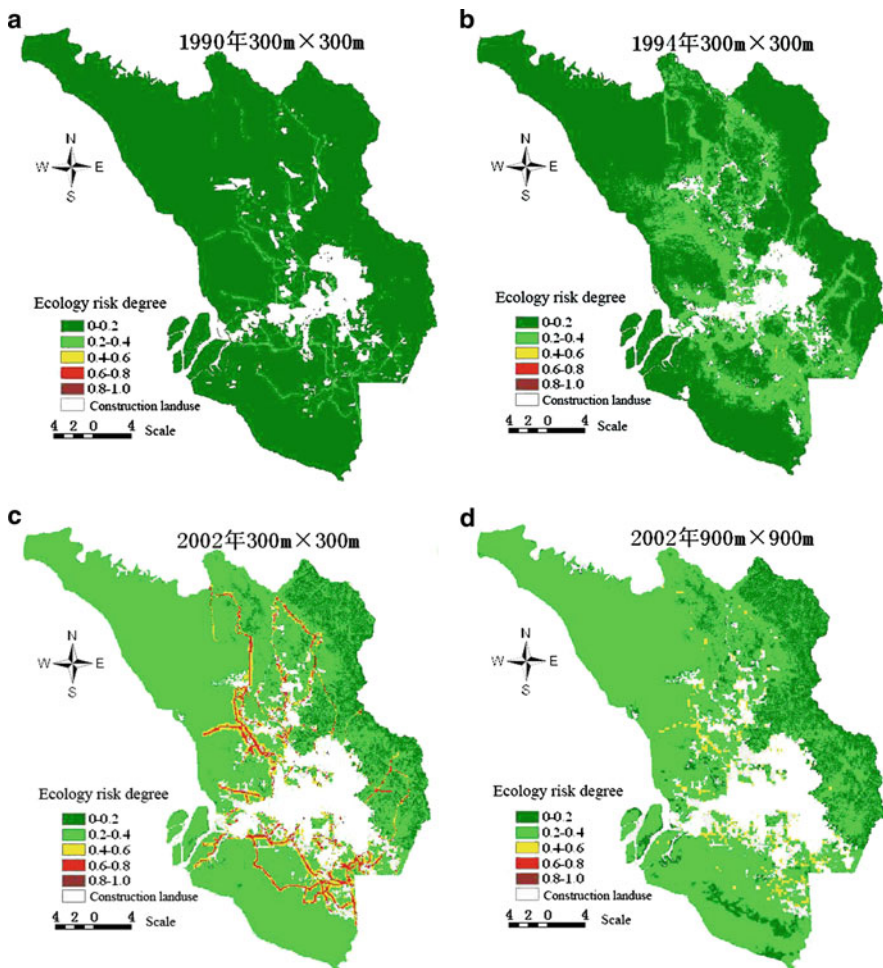 a
1990年300m×300m
N
W E
S
Ecology risk degree
0-0.2
0.2-0.4
0.4-0.6
0.6-0.8
0.8-1.0
Construction landuse
4 2 0 4 Scale
b
1994年300m×300m
N
W E
S
Ecology risk degree
0-0.2
0.2-0.4
0.4-0.6
0.6-0.8
0.8-1.0
Construction landuse
4 2 0 4 Scale
c
2002年300m×300m
N
W E
S
Ecology risk degree
0-0.2
0.2-0.4
0.4-0.6
0.6-0.8
0.8-1.0
Construction landuse
4 2 0 4 Scale
d
2002年900m×900m
N
W E
S
Ecology risk degree
0-0.2
0.2-0.4
0.4-0.6
0.6-0.8
0.8-1.0
Construction landuse
4 2 0 4 Scale